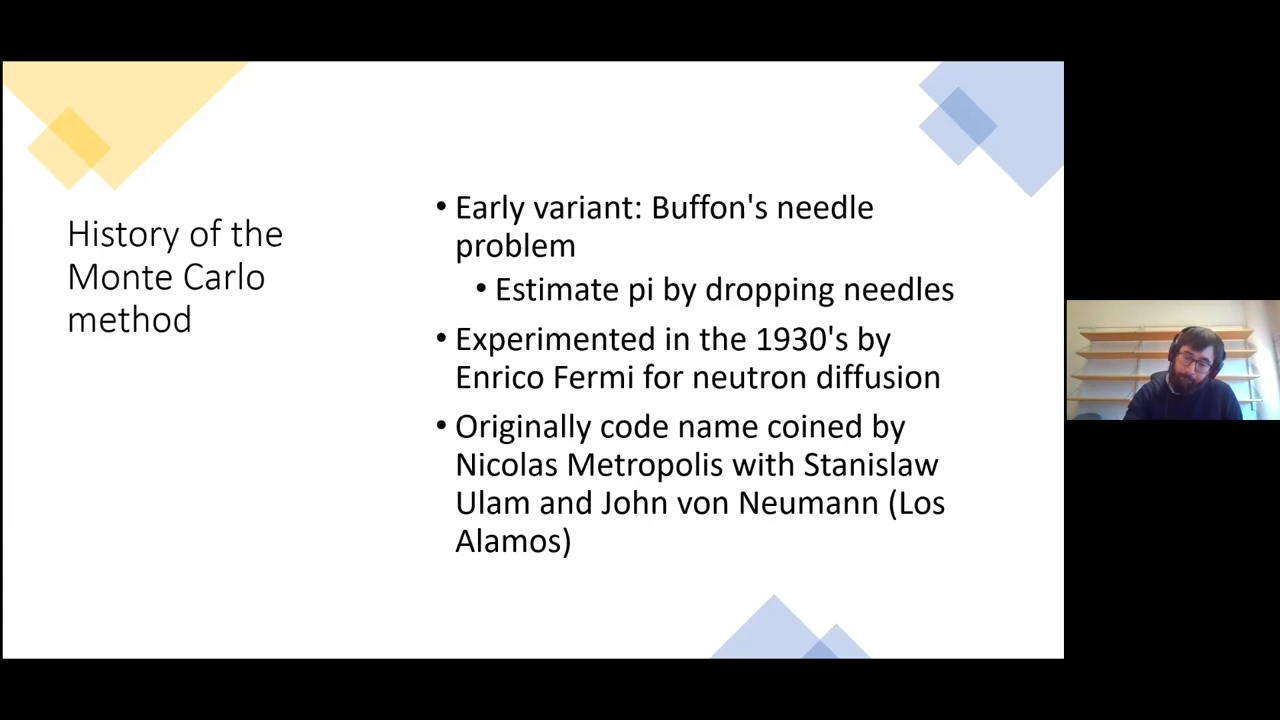 History of the
Monte Carlo
method
• Early variant: Buffon's needle
problem
• Estimate pi by dropping needles
• Experimented in the 1930's by
Enrico Fermi for neutron diffusion
• Originally code name coined by
Nicolas Metropolis with Stanislaw
Ulam and John von Neumann (Los
Alamos)